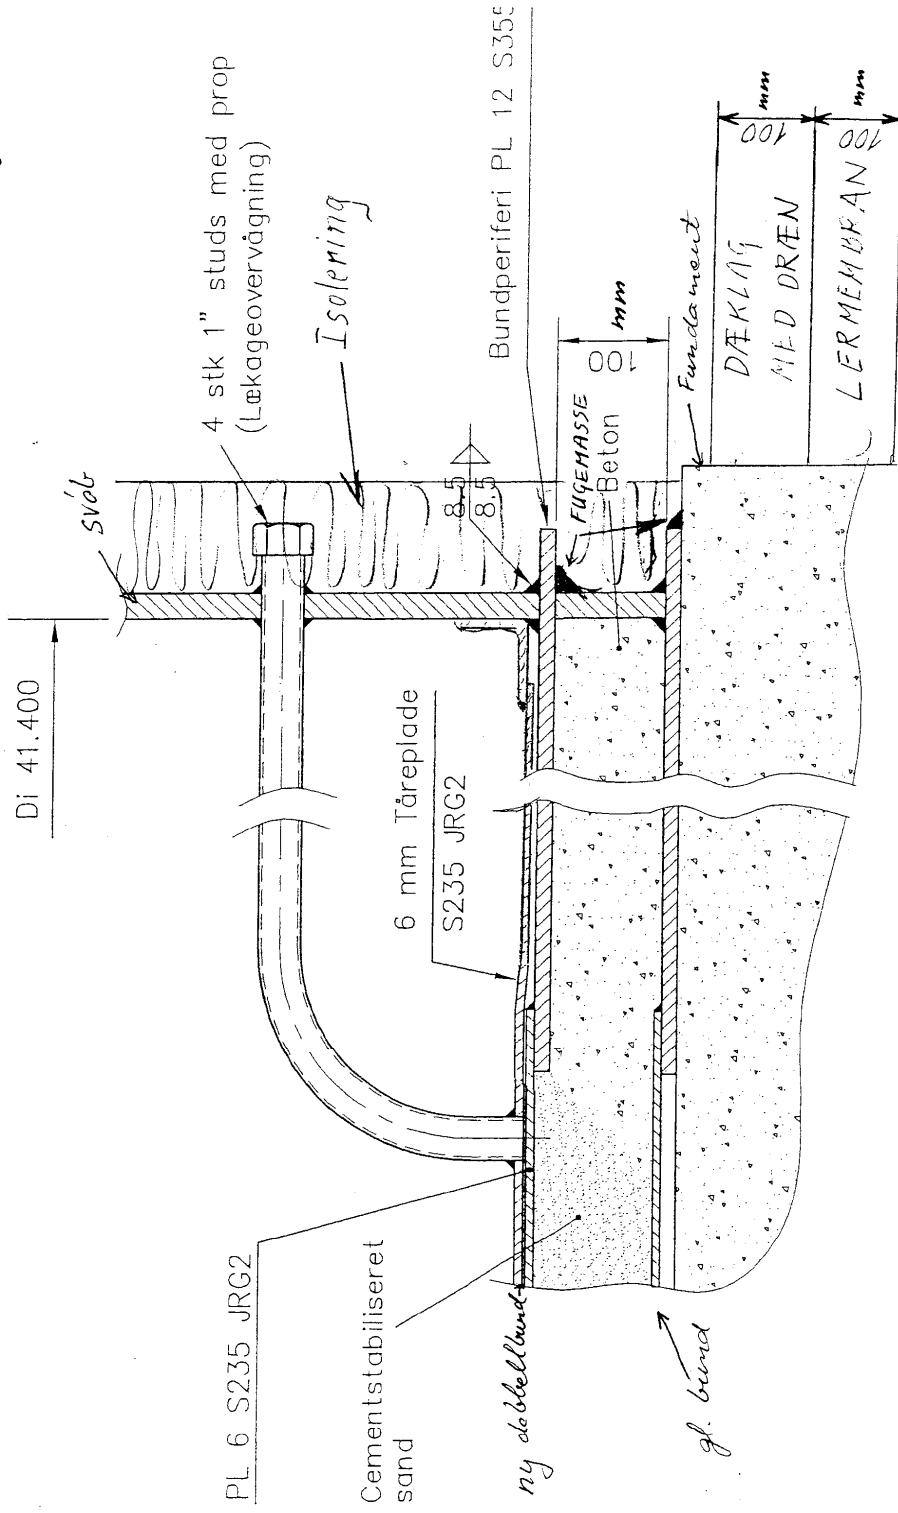 Di 41.400
svøb
4 stk 1" studs med prop
(Lækageovervågning)
Isolering
6 mm Tåreplade
S235 JRG2
8.5
8.5
Bundperiferi PL 12 S355
FUGEMASSE
Beton
100
mm
Fundament
DÆKLAG
MED DRÆN
100
mm
LERMEMBRAN
100
mm
PL 6 S235 JRG2
Cementstabiliseret
sand
ny dobbeltbund
gl. bund